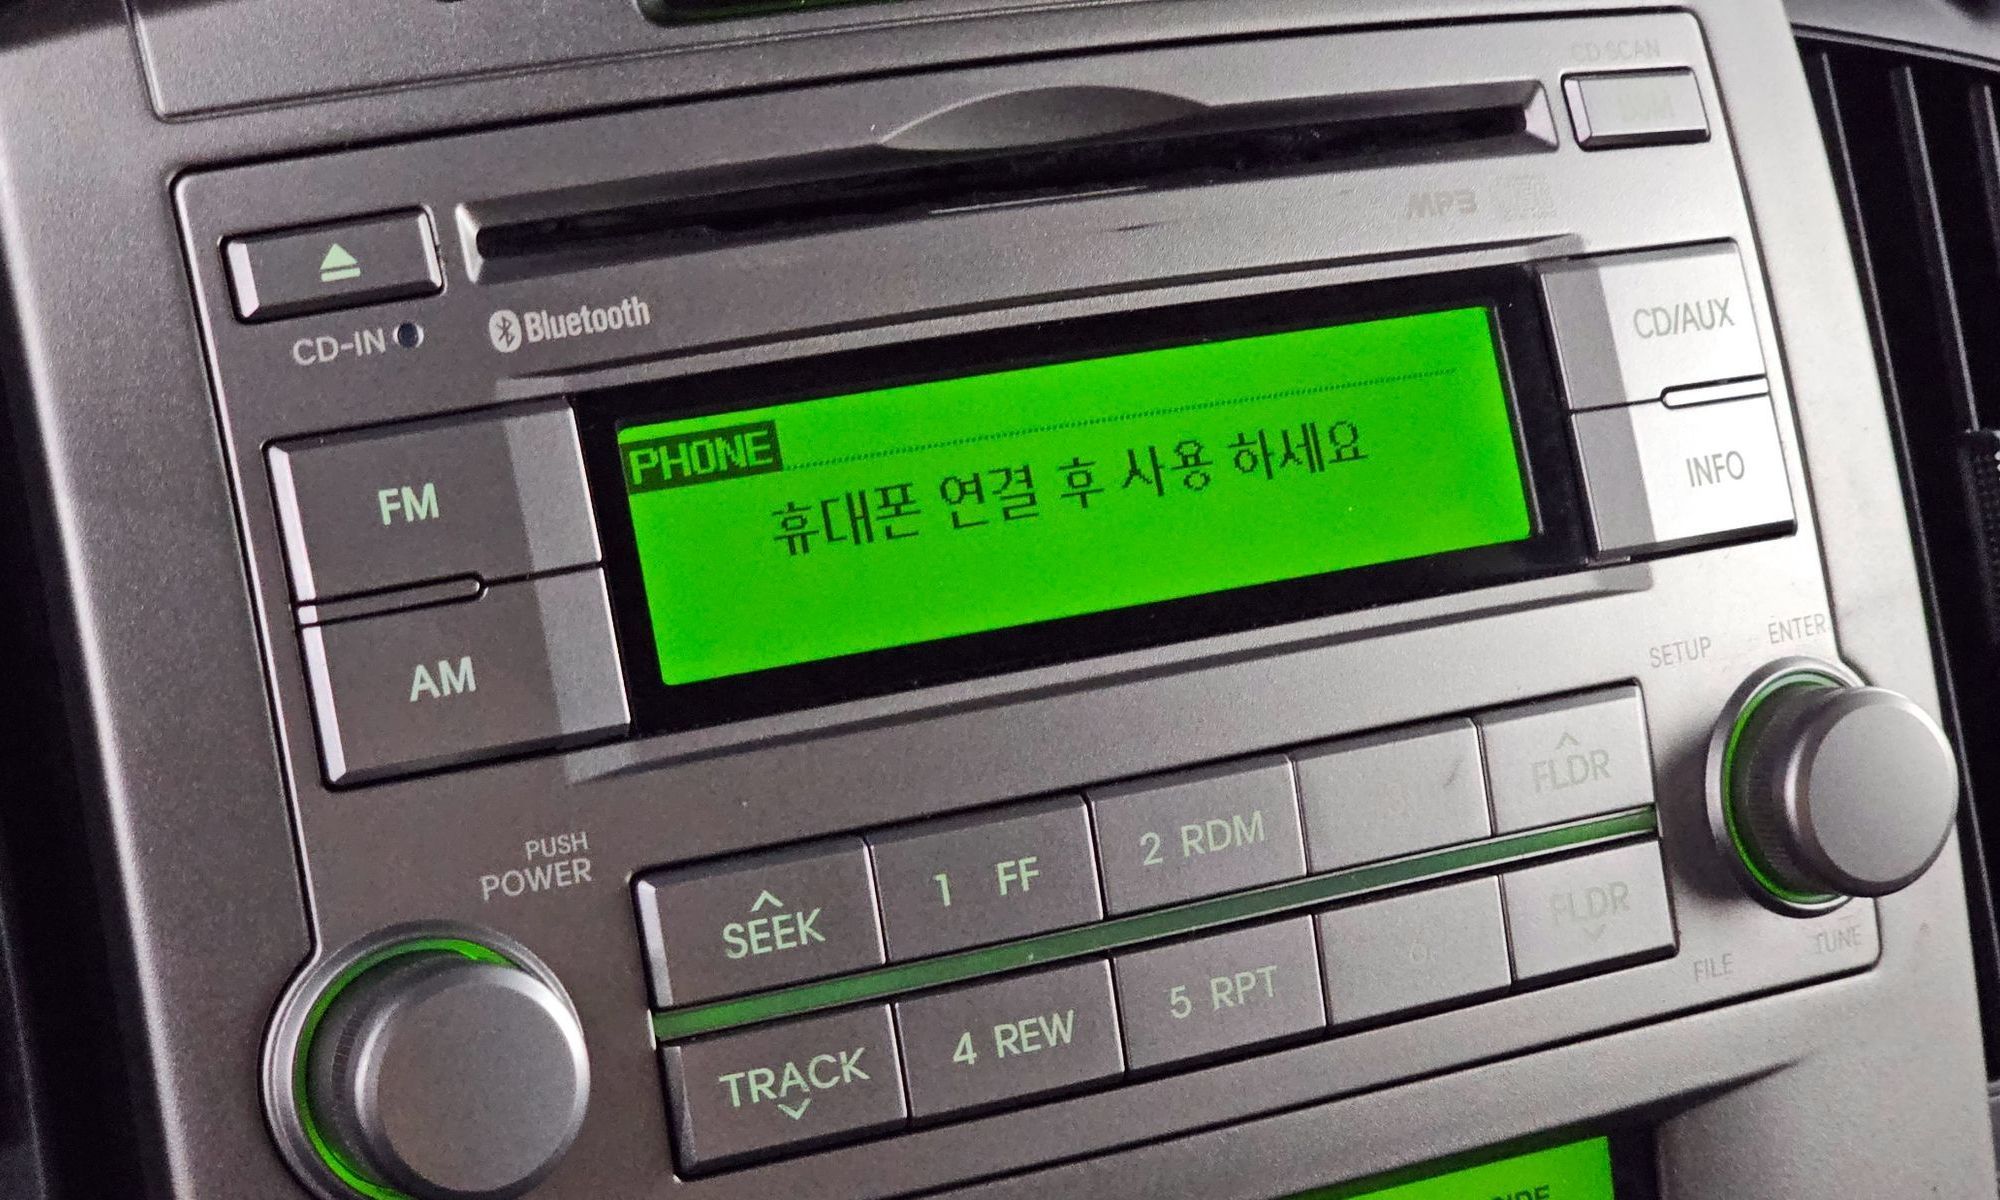 CD SCAN
MP3
CD-IN
Bluetooth
CD/AUX
PHONE
휴대폰 연결 후 사용 하세요
FM
INFO
AM
SETUP
ENTER
PUSH
POWER
SEEK
1 FF
2 RDM
FLDR
TRACK
4 REW
5 RPT
6
FLDR
FILE
TUNE